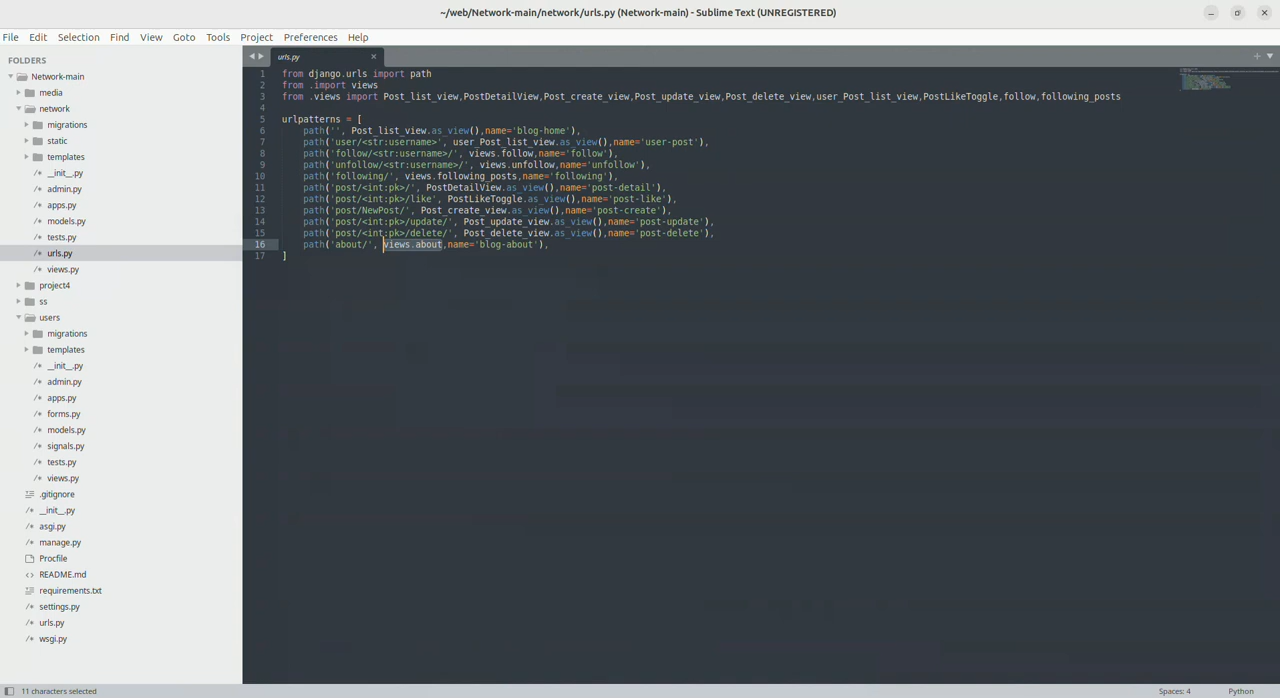 ~/web/Network-main/network/urls.py (Network-main) - Sublime Text (UNREGISTERED)
File Edit Selection Find View Goto Tools Project Preferences Help
FOLDERS
Network-main
media
network
migrations
static
templates
/* __init__.py
/* admin.py
/* apps.py
/* models.py
/* tests.py
/* urls.py
/* views.py
project4
ss
users
migrations
templates
/* __init__.py
/* admin.py
/* apps.py
/* forms.py
/* models.py
/* signals.py
/* tests.py
/* views.py
.gitignore
/* __init__.py
/* asgi.py
/* manage.py
Procfile
<> README.md
requirements.txt
/* settings.py
/* urls.py
/* wsgi.py
urls.py
1 from django.urls import path
2 from .import views
3 from .views import Post_list_view,PostDetailView,Post_create_view,Post_update_view,Post_delete_view,user_Post_list_view,PostLikeToggle,follow,following_posts
4
5 urlpatterns = [
6 path('', Post_list_view.as_view(),name='blog-home'),
7 path('user/<str:username>', user_Post_list_view.as_view(),name='user-post'),
8 path('follow/<str:username>/', views.follow,name='follow'),
9 path('unfollow/<str:username>/', views.unfollow,name='unfollow'),
10 path('following/', views.following_posts,name='following'),
11 path('post/<int:pk>/', PostDetailView.as_view(),name='post-detail'),
12 path('post/<int:pk>/like', PostLikeToggle.as_view(),name='post-like'),
13 path('post/NewPost/', Post_create_view.as_view(),name='post-create'),
14 path('post/<int:pk>/update/', Post_update_view.as_view(),name='post-update'),
15 path('post/<int:pk>/delete/', Post_delete_view.as_view(),name='post-delete'),
16 path('about/', views.about,name='blog-about'),
17 ]
11 characters selected
Spaces: 4
Python